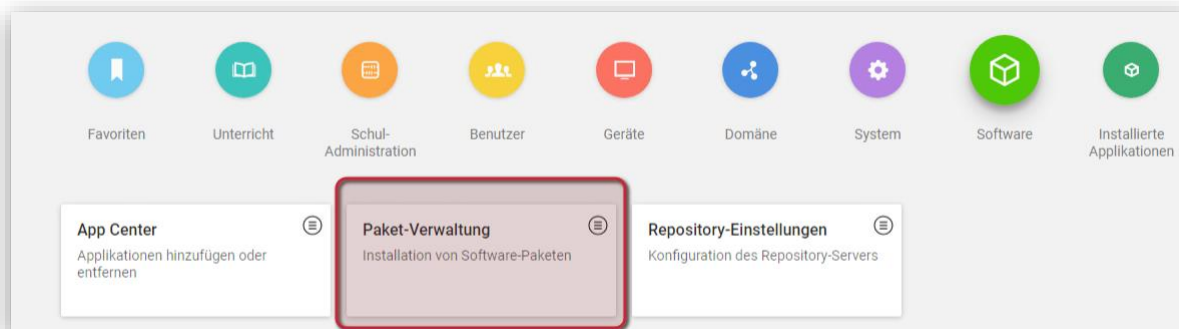 Favoriten
Unterricht
Schul-
Administration
Benutzer
Geräte
Domäne
System
Software
Installierte
Applikationen
App Center
Applikationen hinzufügen oder
entfernen
Paket-Verwaltung
Installation von Software-Paketen
Repository-Einstellungen
Konfiguration des Repository-Servers